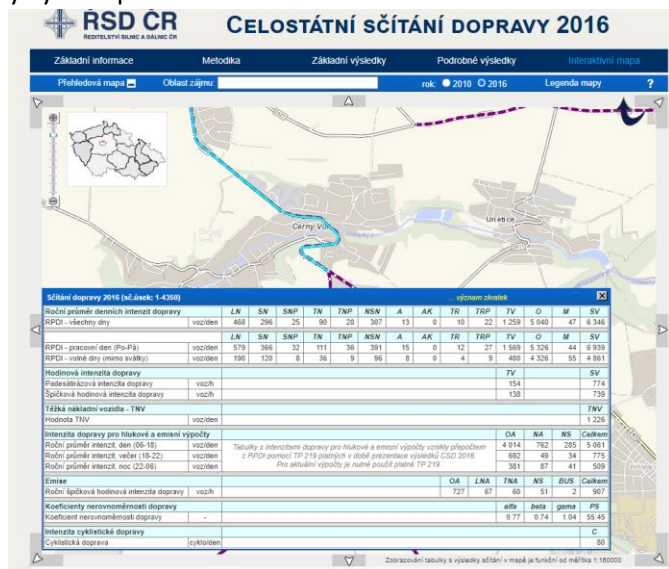 ŘSD ČR
ŘEDITELSTVÍ SILNIC A DÁLNIC ČR
CELOSTÁTNÍ SČÍTÁNÍ DOPRAVY 2016
Základní informace Metodika Základní výsledky Podrobné výsledky Interaktivní mapa
Přehledová mapa Oblast zájmu: rok: 2010 2016 Legenda mapy ?
Únětice
Černý Vůl
Sčítání dopravy 2016 (sč.úsek: 1-4350) ... význam zkratek X
Roční průměr denních intenzit dopravy LN SN SNP TN TNP NSN A AK TR TRP TV O M SV
RPDI - všechny dny voz/den 468 296 25 90 28 307 13 0 10 22 1 259 5 040 47 6 346
LN SN SNP TN TNP NSN A AK TR TRP TV O M SV
RPDI - pracovní den (Po-Pá) voz/den 579 366 32 111 36 391 15 0 12 27 1 569 5 326 44 6 939
RPDI - volné dny (mimo svátky) voz/den 190 120 8 36 9 96 8 0 4 9 480 4 326 55 4 861
Hodinová intenzita dopravy TV SV
Padesátirázová intenzita dopravy voz/h 154 774
Špičková hodinová intenzita dopravy voz/h 138 739
Těžká nákladní vozidla - TNV TNV
Hodnota TNV voz/den 1 226
Intenzita dopravy pro hlukové a emisní výpočty OA NA NS Celkem
Roční průměr intenzit, den (06-18) voz/den 4 014 762 285 5 061
Roční průměr intenzit, večer (18-22) voz/den 692 49 34 775
Roční průměr intenzit, noc (22-06) voz/den 381 87 41 509
Tabulky s intenzitami dopravy pro hlukové a emisní výpočty vznikly přepočtem
z RPDI pomocí TP 219 platných v době prezentace výsledků CSD 2016.
Pro aktuální výpočty je nutné použít platné TP 219
Emise OA LNA TNA NS BUS Celkem
Roční špičková hodinová intenzita dopravy voz/h 727 67 60 51 2 907
Koeficienty nerovnoměrnosti dopravy alfa beta gama PS
Koeficient nerovnoměrnosti dopravy - 0.77 0.74 1.04 55:45
Intenzita cyklistické dopravy C
Cyklistická doprava cyklo/den 80
Zobrazování tabulky s výsledky sčítání v mapě je funkční od měřítka 1:160000